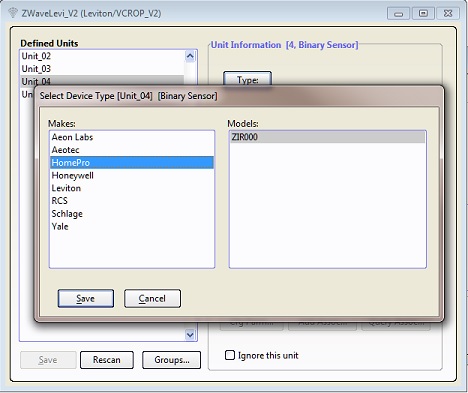 ZWaveLevi_V2 (Leviton/VCROP_V2)
Defined Units
Unit_02
Unit_03
Unit_04
Unit Information [4, Binary Sensor]
Type:
Select Device Type [Unit_04] [Binary Sensor]
Makes:
Aeon Labs
Aeotec
HomePro
Honeywell
Leviton
RCS
Schlage
Yale
Models:
ZIR000
Save
Cancel
Save
Rescan
Groups...
Ignore this unit